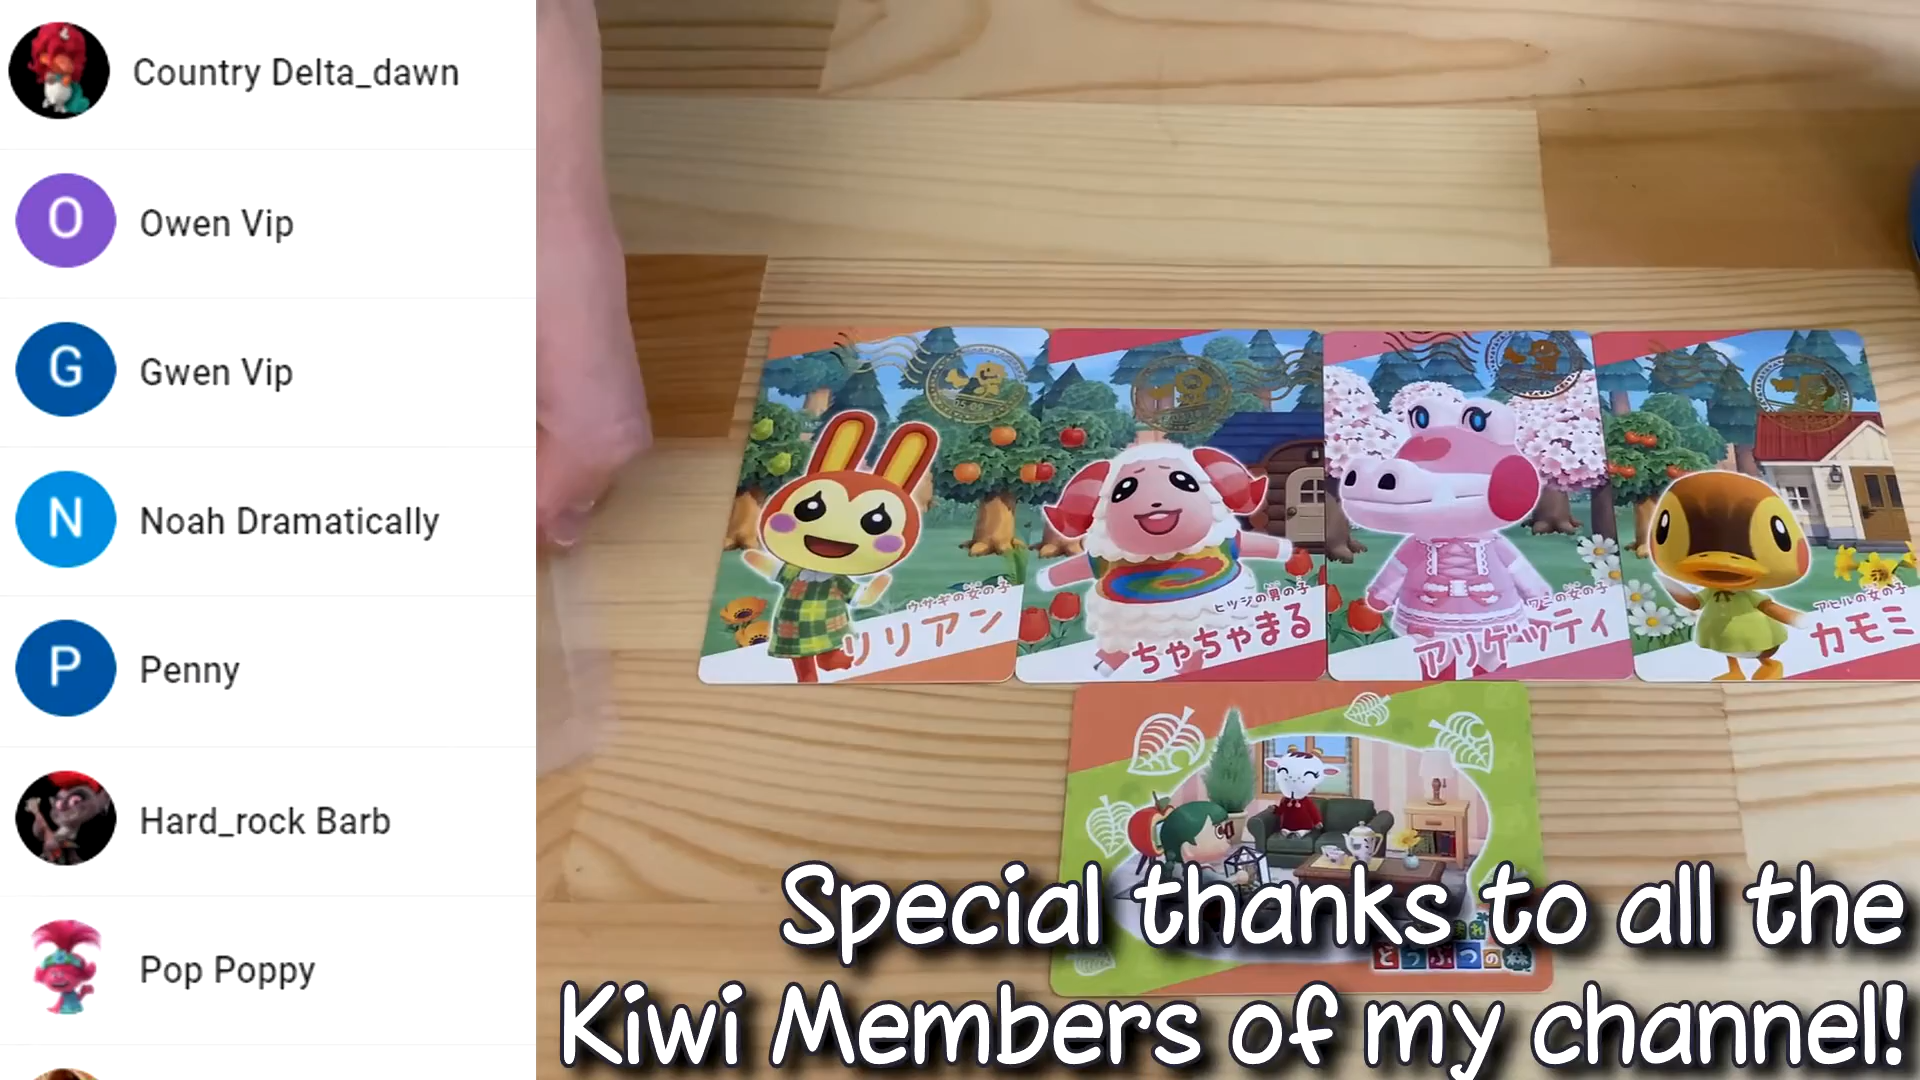 Country Delta_dawn
O
Owen Vip
G
Gwen Vip
N
Noah Dramatically
P
Penny
Hard_rock Barb
Pop Poppy
ウサギの女の子
リリアン
ヒツジの男の子
ちゃちゃまる
ワニの女の子
アリゲッティ
アヒルの女の子
カモミ
どうぶつの森
Special thanks to all the
Kiwi Members of my channel!